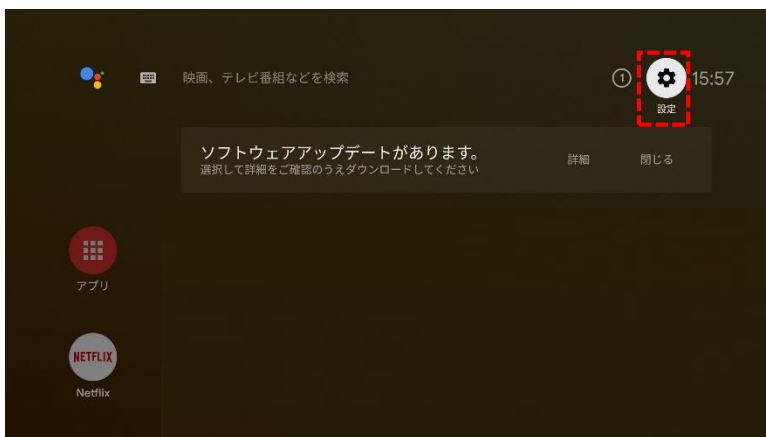 映画、テレビ番組などを検索
1
15:57
設定
ソフトウェアアップデートがあります。
選択して詳細をご確認のうえダウンロードしてください
詳細
閉じる
アプリ
NETFLIX
Netflix